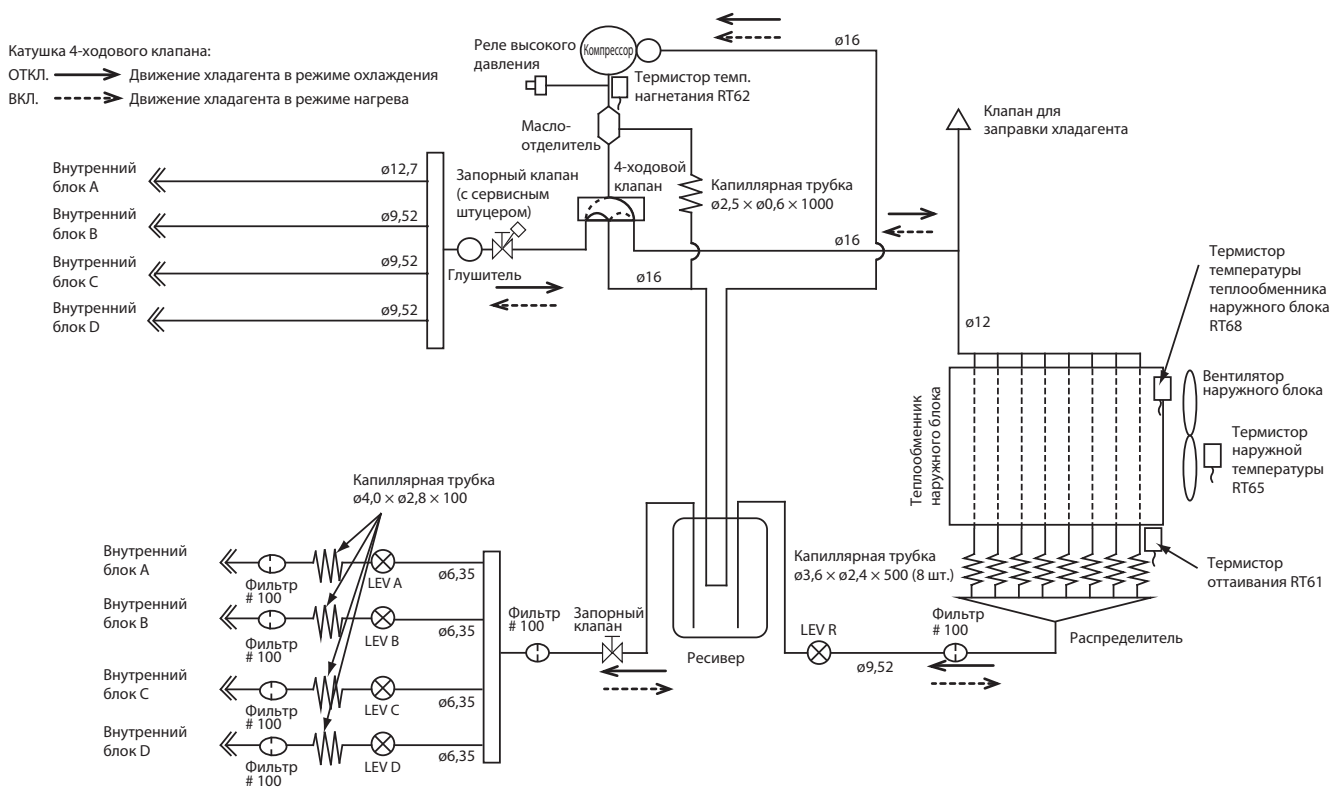 Катушка 4-ходового клапана:
ОТКЛ. Движение хладагента в режиме охлаждения
ВКЛ. Движение хладагента в режиме нагрева
Реле высокого
давления
Компрессор
ø16
Термистор темп.
нагнетания RT62
Масло-
отделитель
Клапан для
заправки хладагента
Внутренний
блок A
ø12,7
Внутренний
блок B
ø9,52
Внутренний
блок C
ø9,52
Внутренний
блок D
ø9,52
Запорный клапан
(с сервисным
штуцером)
4-ходовой
клапан
Капиллярная трубка
ø2,5 × ø0,6 × 1000
Глушитель
ø16
ø16
ø12
Термистор
температуры
теплообменника
наружного блока
RT68
Вентилятор
наружного блока
Термистор
наружной
температуры
RT65
Теплообменник
наружного блока
Капиллярная трубка
ø4,0 × ø2,8 × 100
Внутренний
блок A
Фильтр
# 100
LEV A
ø6,35
Внутренний
блок B
Фильтр
# 100
LEV B
ø6,35
Внутренний
блок C
Фильтр
# 100
LEV C
ø6,35
Внутренний
блок D
Фильтр
# 100
LEV D
ø6,35
Фильтр
# 100
Запорный
клапан
Ресивер
Капиллярная трубка
ø3,6 × ø2,4 × 500 (8 шт.)
LEV R
ø9,52
Фильтр
# 100
Распределитель
Термистор
оттаивания RT61